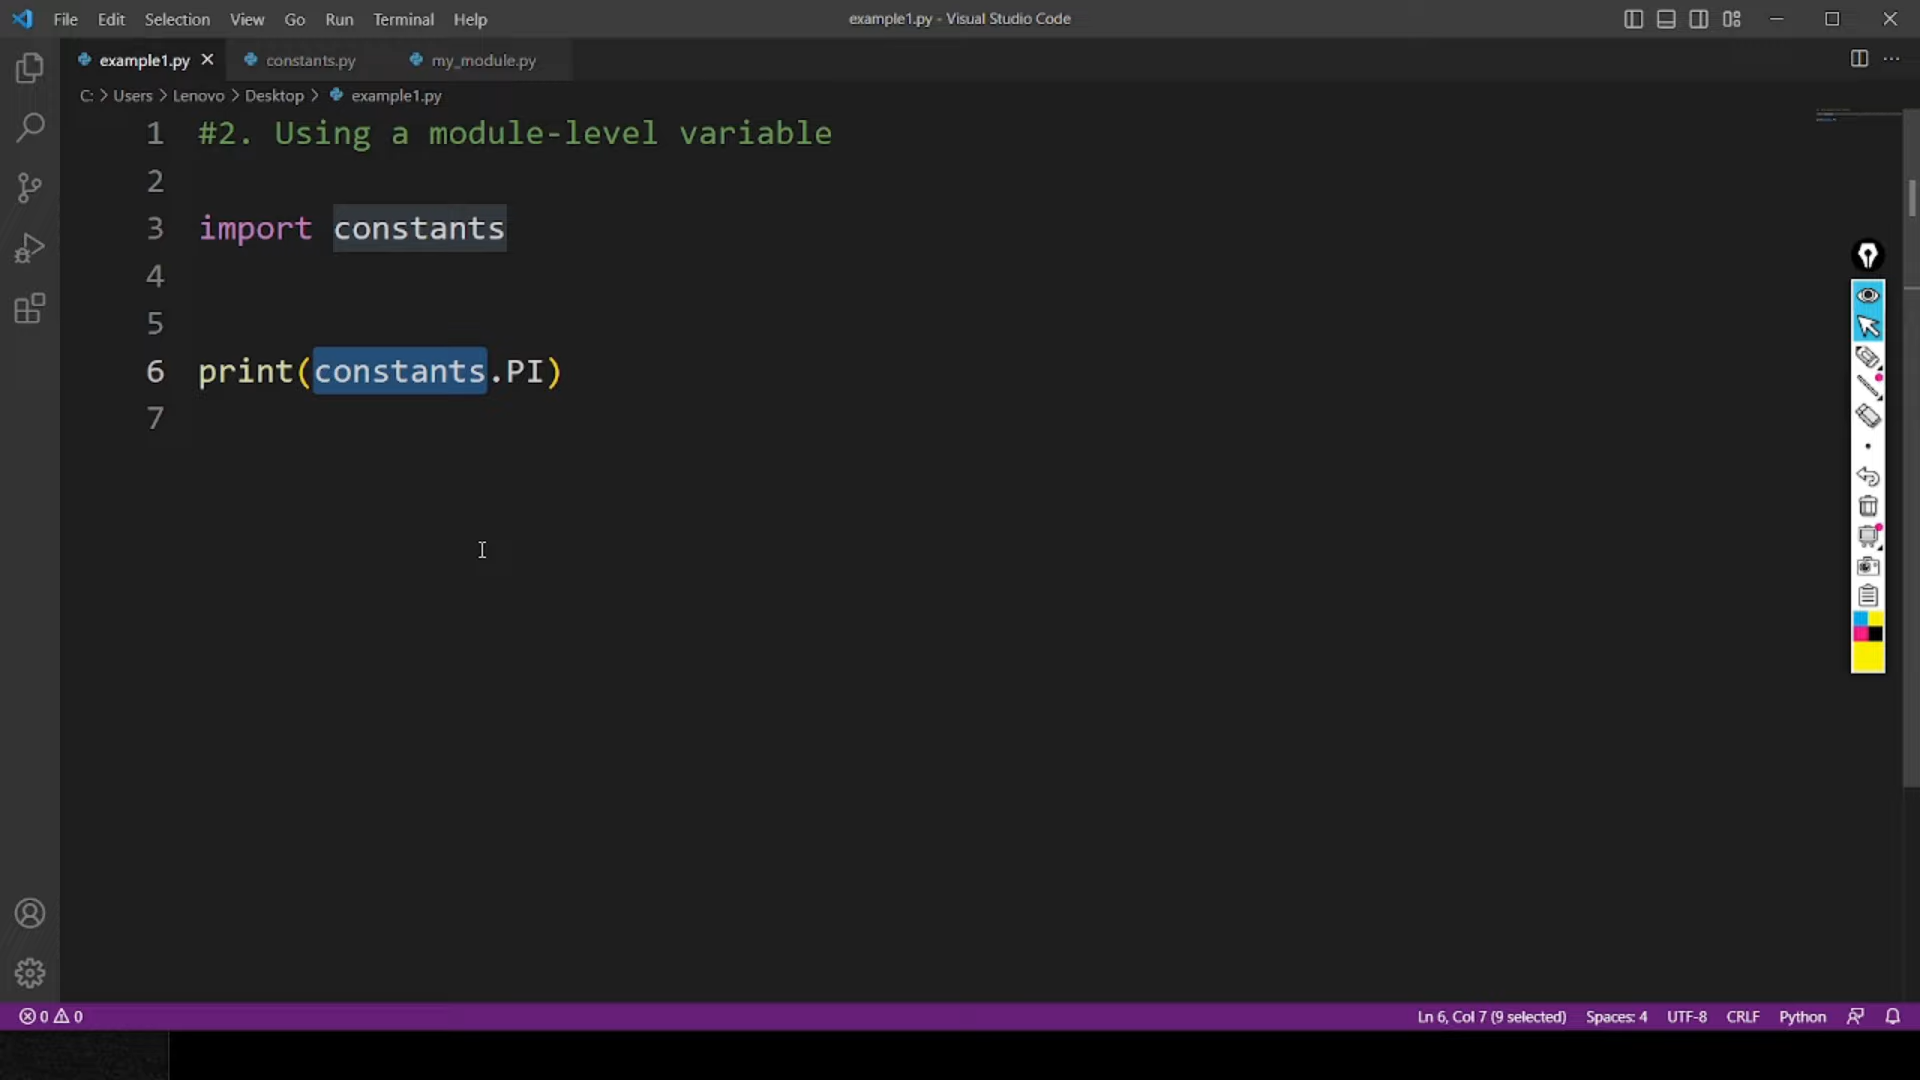 File Edit Selection View Go Run Terminal Help
example1.py - Visual Studio Code
example1.py constants.py my_module.py
C: > Users > Lenovo > Desktop > example1.py
1 #2. Using a module-level variable
2
3 import constants
4
5
6 print(constants.PI)
7
0 0
Ln 6, Col 7 (9 selected) Spaces: 4 UTF-8 CRLF Python